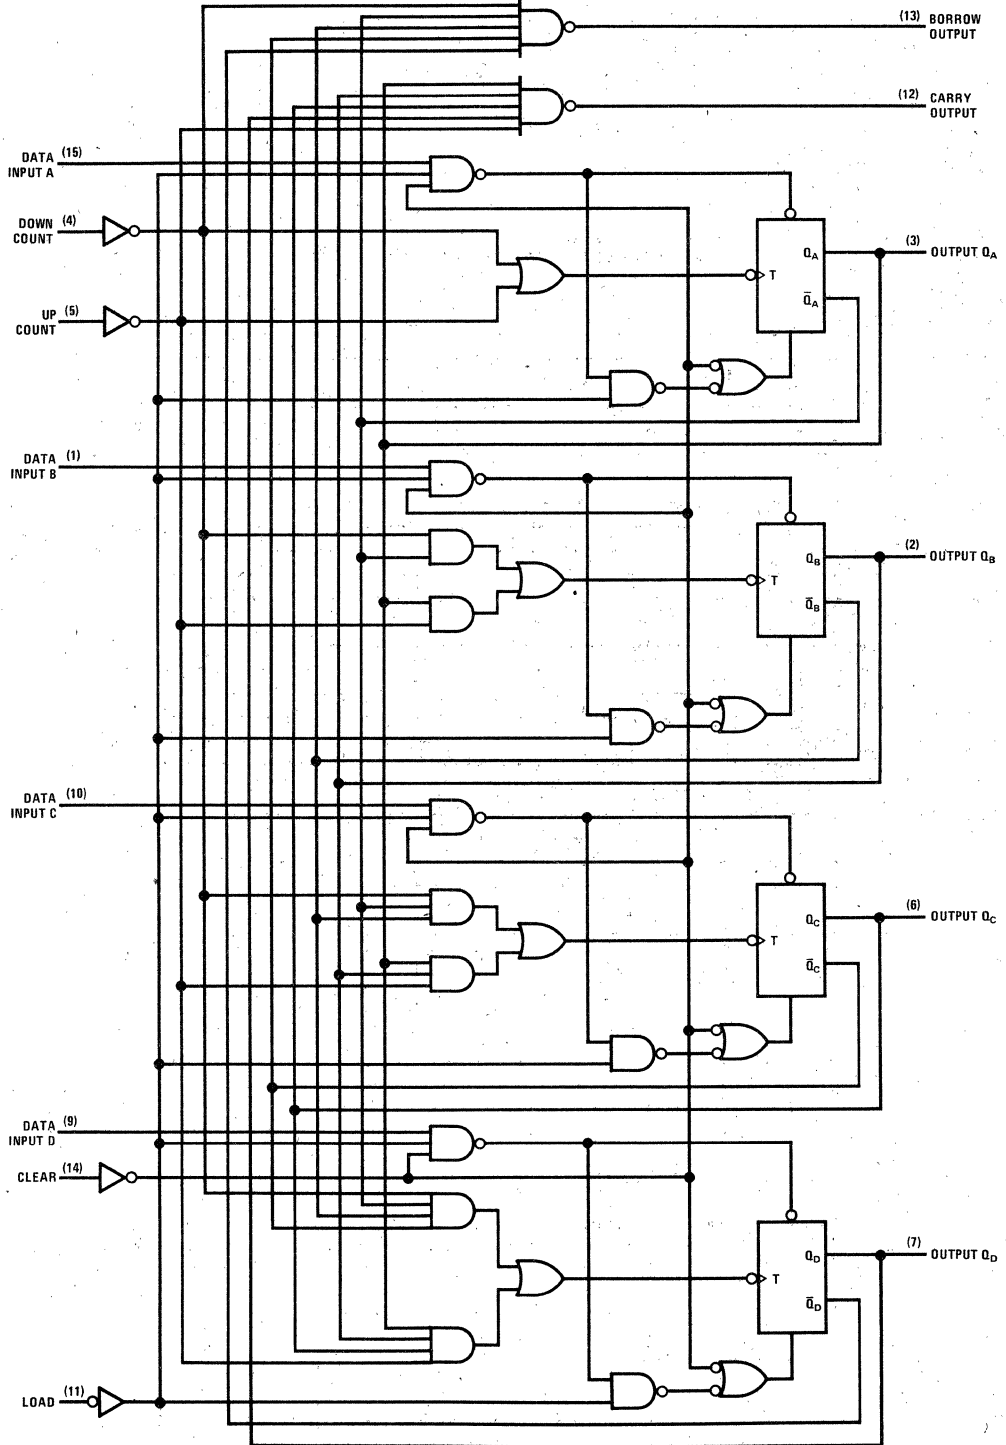 (13) BORROW
OUTPUT
(12) CARRY
OUTPUT
DATA (15)
INPUT A
DOWN (4)
COUNT
Q_A
(3) OUTPUT Q_A
T
Q̄_A
UP (5)
COUNT
DATA (1)
INPUT B
Q_B
(2) OUTPUT Q_B
T
Q̄_B
DATA (10)
INPUT C
Q_C
(6) OUTPUT Q_C
T
Q̄_C
DATA (9)
INPUT D
CLEAR (14)
Q_D
(7) OUTPUT Q_D
T
Q̄_D
LOAD (11)